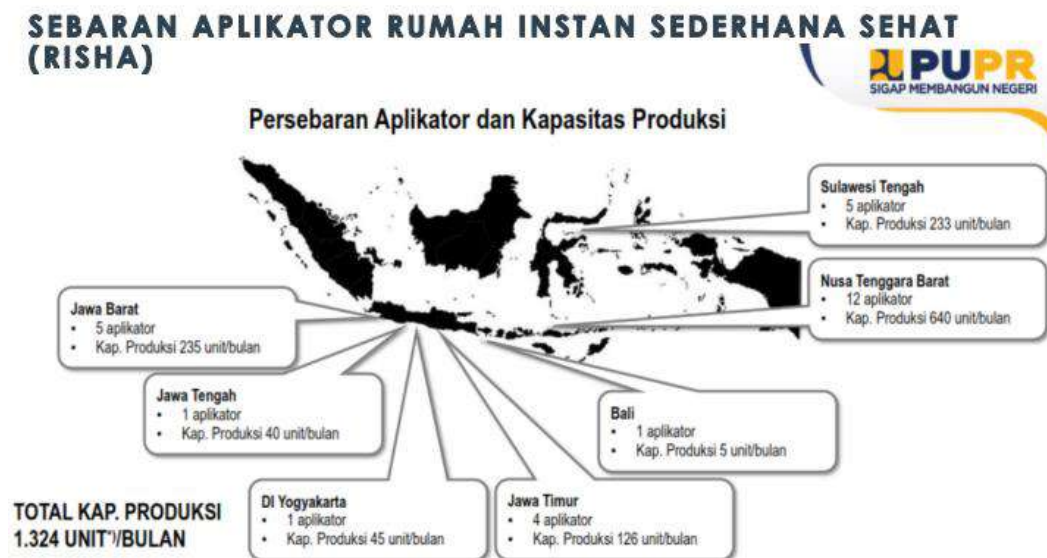 SEBARAN APLIKATOR RUMAH INSTAN SEDERHANA SEHAT
(RISHA)
PUPR
SIGAP MEMBANGUN NEGERI
Persebaran Aplikator dan Kapasitas Produksi
Sulawesi Tengah
• 5 aplikator
• Kap. Produksi 233 unit/bulan
Nusa Tenggara Barat
• 12 aplikator
• Kap. Produksi 640 unit/bulan
Jawa Barat
• 5 aplikator
• Kap. Produksi 235 unit/bulan
Jawa Tengah
• 1 aplikator
• Kap. Produksi 40 unit/bulan
Bali
• 1 aplikator
• Kap. Produksi 5 unit/bulan
DI Yogyakarta
• 1 aplikator
• Kap. Produksi 45 unit/bulan
Jawa Timur
• 4 aplikator
• Kap. Produksi 126 unit/bulan
TOTAL KAP. PRODUKSI
1.324 UNIT*)/BULAN